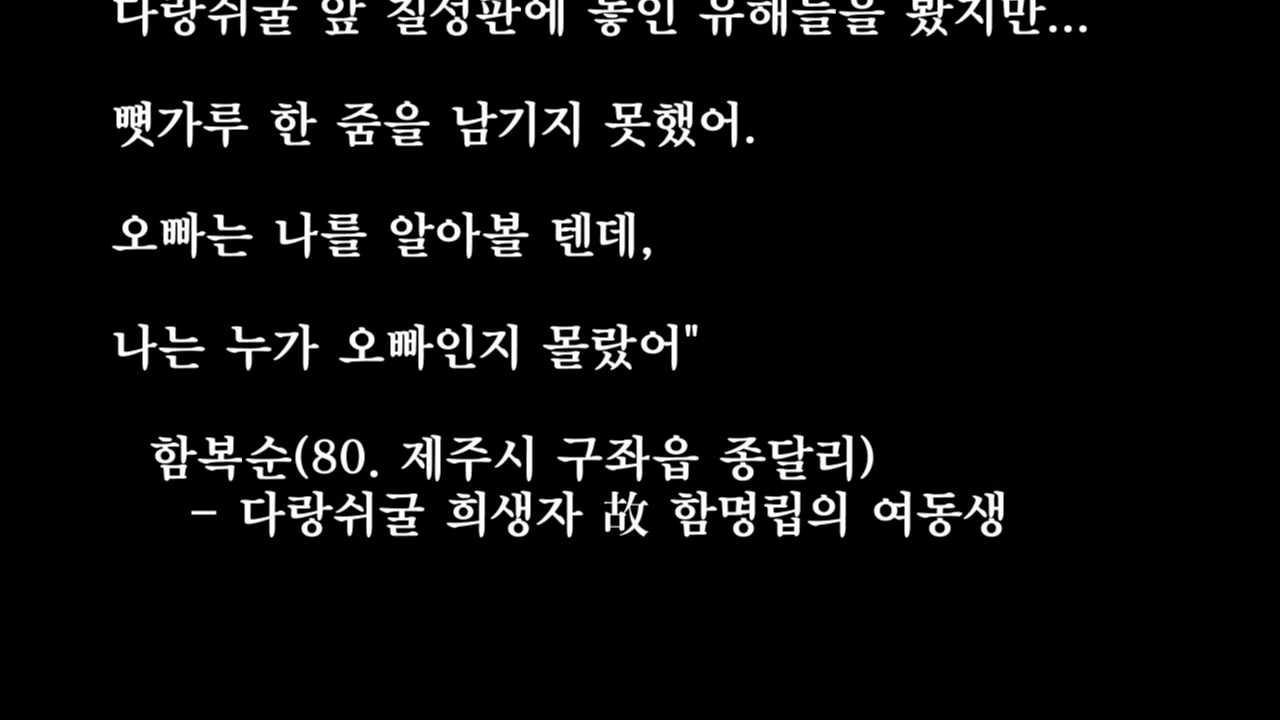 다랑쉬굴 앞 칠성판에 놓인 유해들을 봤지만...
뼛가루 한 줌을 남기지 못했어.
오빠는 나를 알아볼 텐데,
나는 누가 오빠인지 몰랐어"
함복순(80. 제주시 구좌읍 종달리)
- 다랑쉬굴 희생자 故 함명립의 여동생